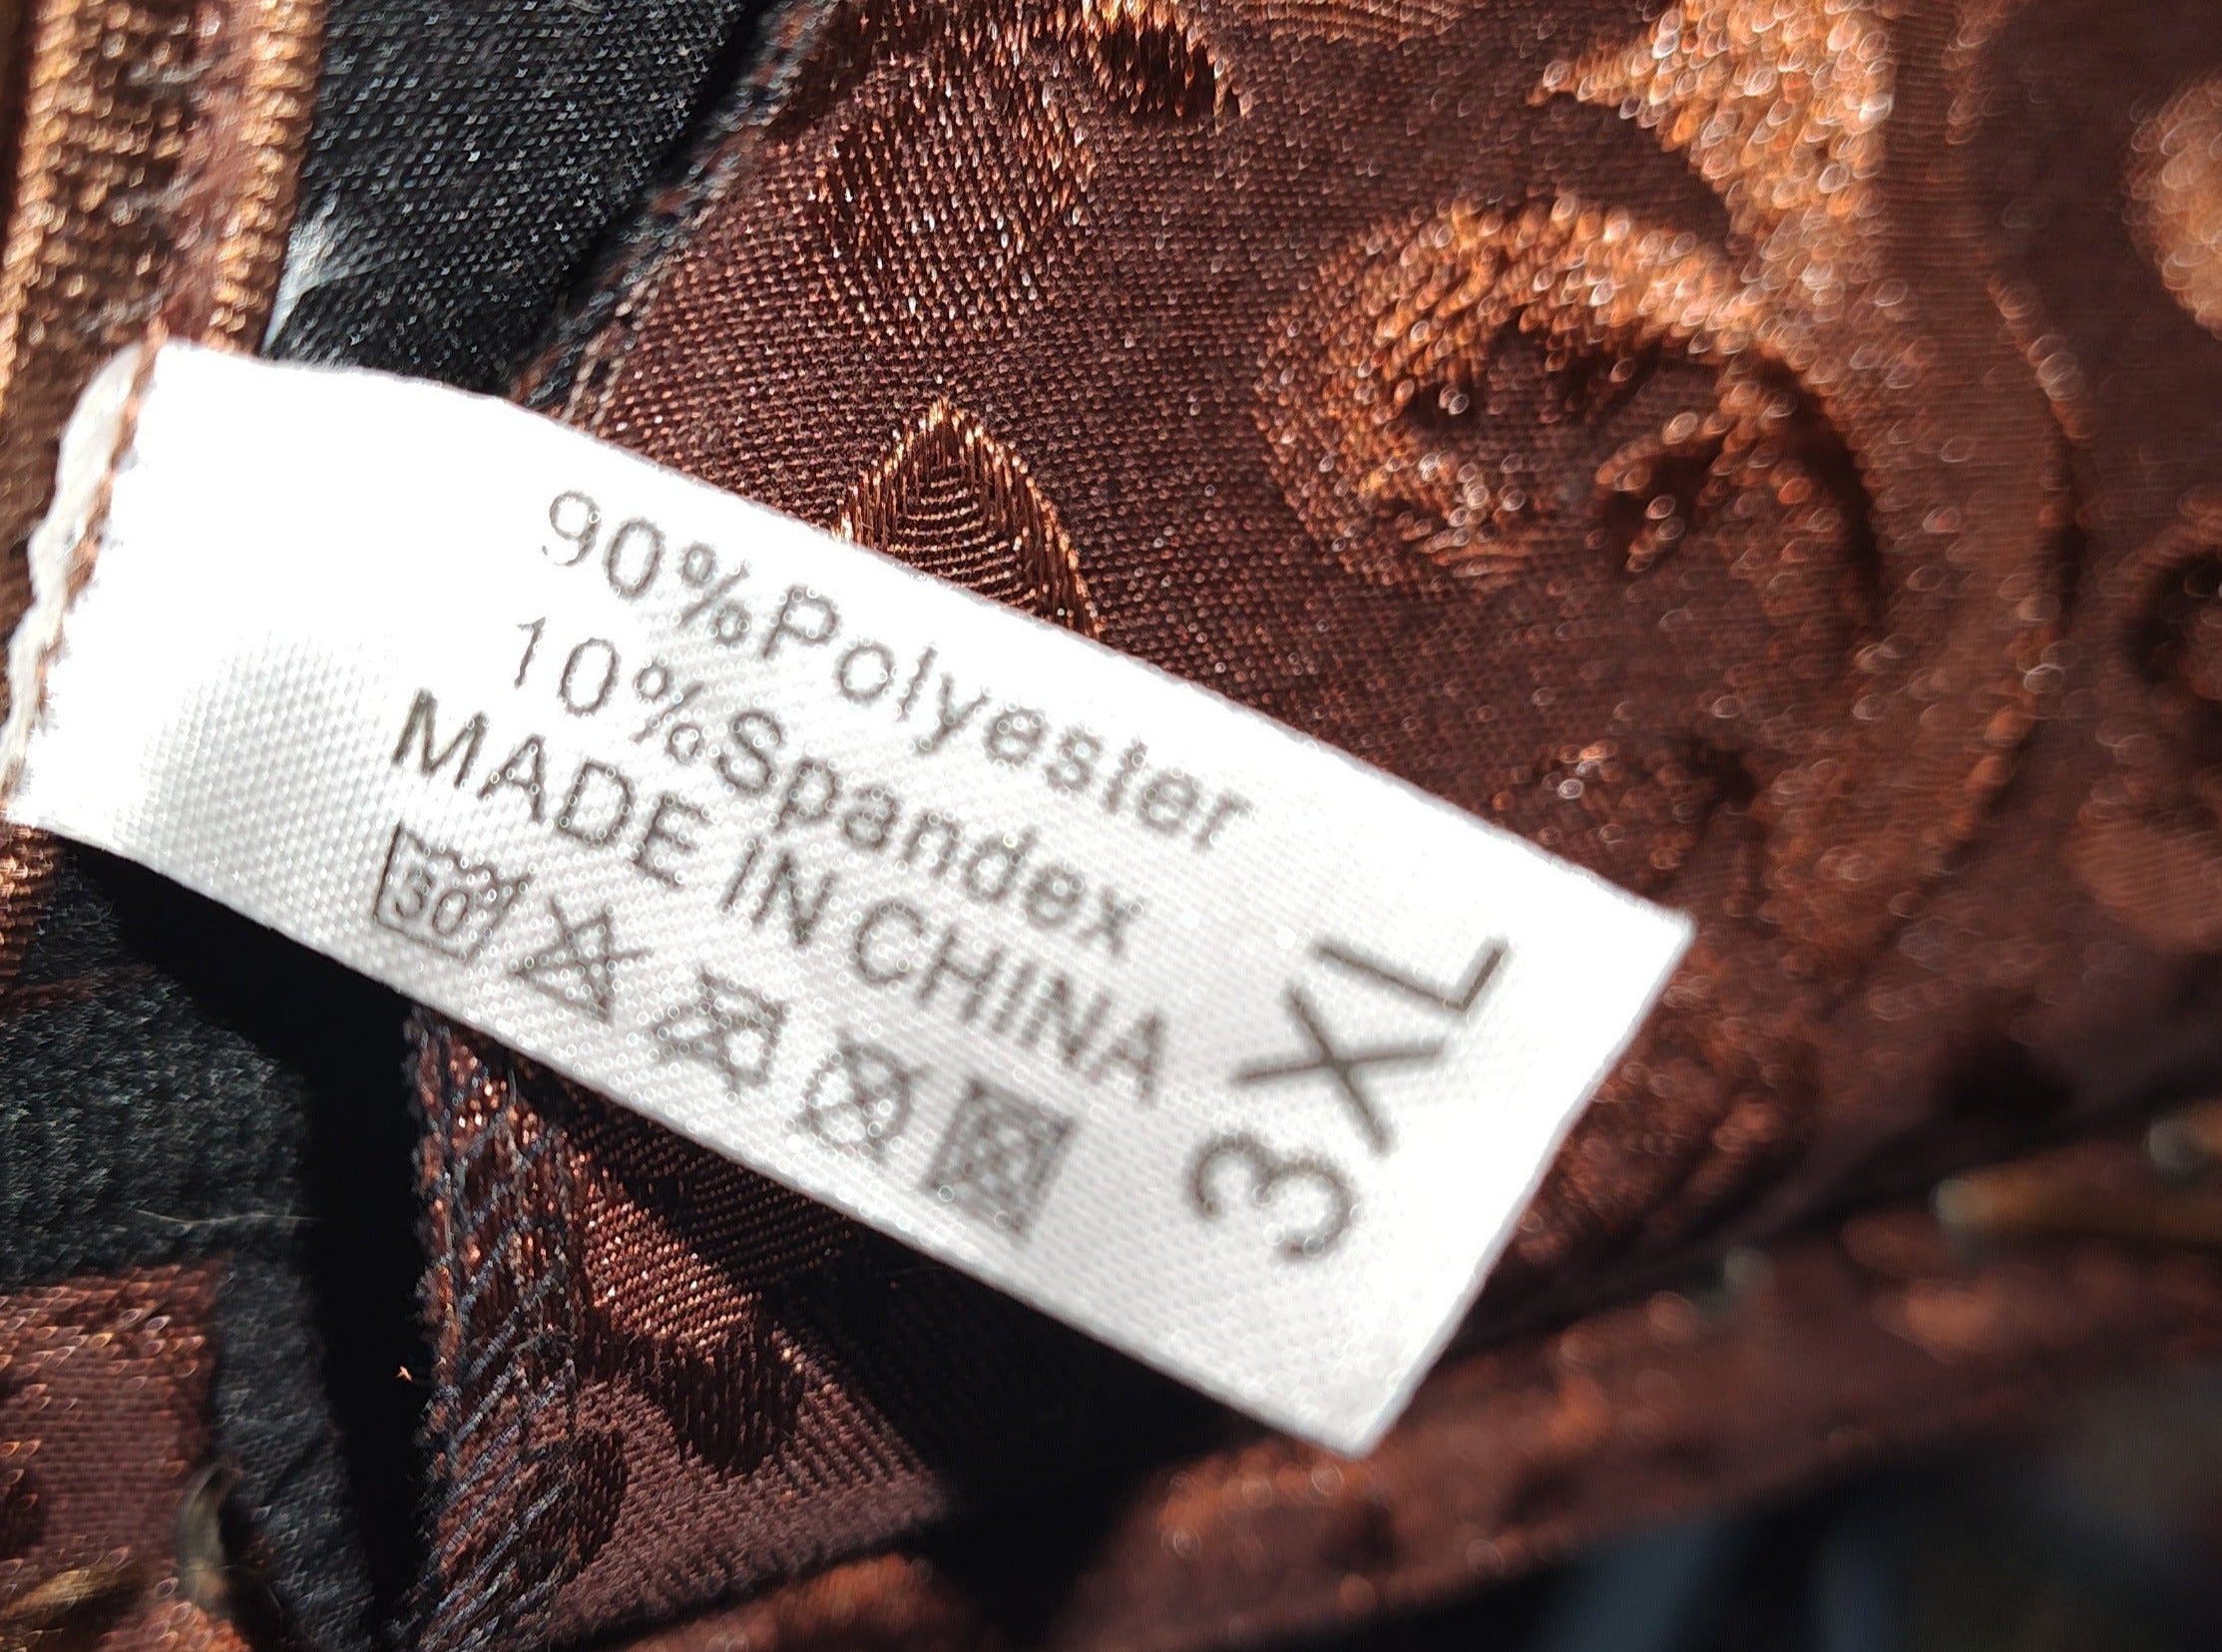 90%Polyester
10%Spandex
MADE IN CHINA
30
3XL